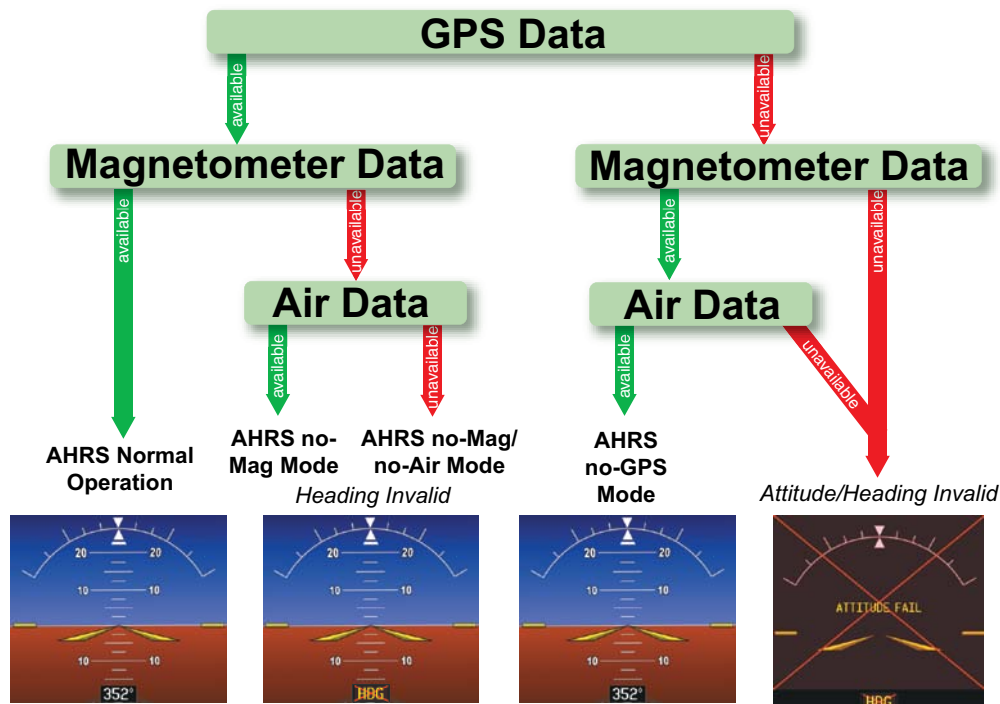 GPS Data
available
unavailable
Magnetometer Data
Magnetometer Data
available
unavailable
available
unavailable
Air Data
Air Data
available
unavailable
available
unavailable
AHRS Normal
Operation
AHRS no-
Mag Mode
AHRS no-Mag/
no-Air Mode
Heading Invalid
AHRS
no-GPS
Mode
Attitude/Heading Invalid
20 20
10 10
10 10
352°
20 20
10 10
10 10
HDG
20 20
10 10
10 10
352°
ATTITUDE FAIL
HDG